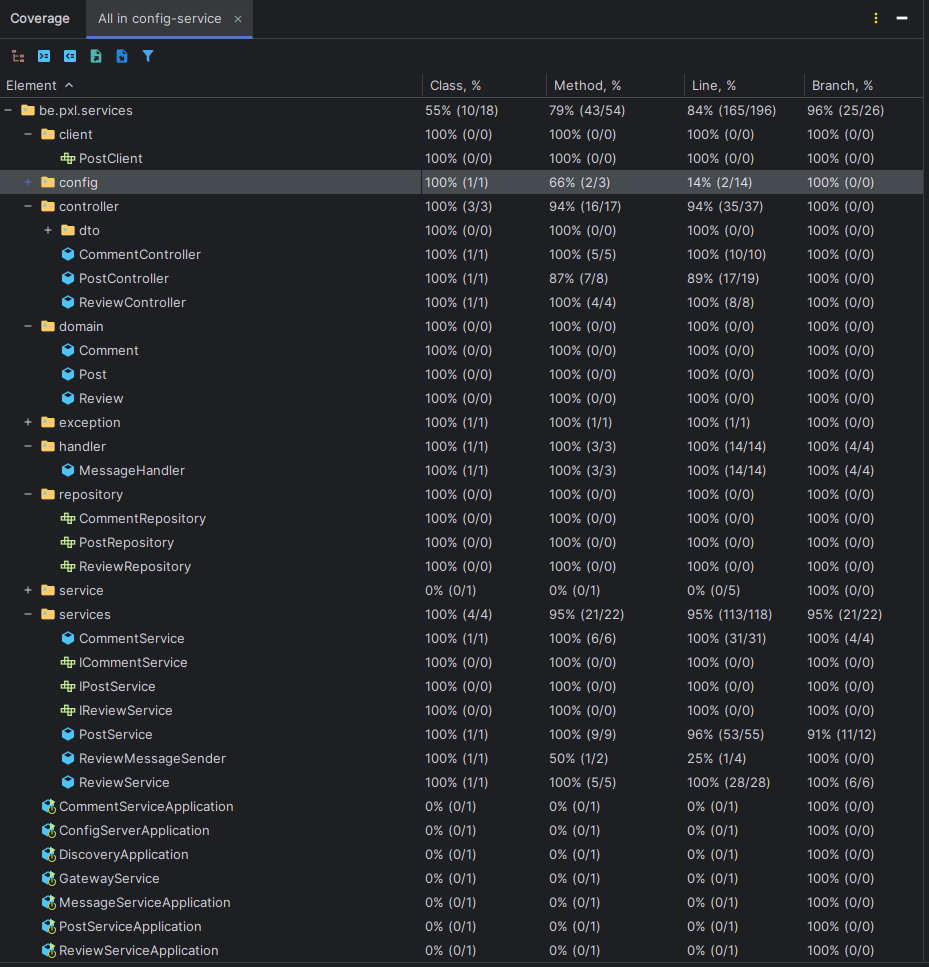 Coverage All in config-service ×
Element Class, % Method, % Line, % Branch, %
be.pxl.services 55% (10/18) 79% (43/54) 84% (165/196) 96% (25/26)
client 100% (0/0) 100% (0/0) 100% (0/0) 100% (0/0)
PostClient 100% (0/0) 100% (0/0) 100% (0/0) 100% (0/0)
config 100% (1/1) 66% (2/3) 14% (2/14) 100% (0/0)
controller 100% (3/3) 94% (16/17) 94% (35/37) 100% (0/0)
dto 100% (0/0) 100% (0/0) 100% (0/0) 100% (0/0)
CommentController 100% (1/1) 100% (5/5) 100% (10/10) 100% (0/0)
PostController 100% (1/1) 87% (7/8) 89% (17/19) 100% (0/0)
ReviewController 100% (1/1) 100% (4/4) 100% (8/8) 100% (0/0)
domain 100% (0/0) 100% (0/0) 100% (0/0) 100% (0/0)
Comment 100% (0/0) 100% (0/0) 100% (0/0) 100% (0/0)
Post 100% (0/0) 100% (0/0) 100% (0/0) 100% (0/0)
Review 100% (0/0) 100% (0/0) 100% (0/0) 100% (0/0)
exception 100% (1/1) 100% (1/1) 100% (1/1) 100% (0/0)
handler 100% (1/1) 100% (3/3) 100% (14/14) 100% (4/4)
MessageHandler 100% (1/1) 100% (3/3) 100% (14/14) 100% (4/4)
repository 100% (0/0) 100% (0/0) 100% (0/0) 100% (0/0)
CommentRepository 100% (0/0) 100% (0/0) 100% (0/0) 100% (0/0)
PostRepository 100% (0/0) 100% (0/0) 100% (0/0) 100% (0/0)
ReviewRepository 100% (0/0) 100% (0/0) 100% (0/0) 100% (0/0)
service 0% (0/1) 0% (0/1) 0% (0/5) 100% (0/0)
services 100% (4/4) 95% (21/22) 95% (113/118) 95% (21/22)
CommentService 100% (1/1) 100% (6/6) 100% (31/31) 100% (4/4)
ICommentService 100% (0/0) 100% (0/0) 100% (0/0) 100% (0/0)
IPostService 100% (0/0) 100% (0/0) 100% (0/0) 100% (0/0)
IReviewService 100% (0/0) 100% (0/0) 100% (0/0) 100% (0/0)
PostService 100% (1/1) 100% (9/9) 96% (53/55) 91% (11/12)
ReviewMessageSender 100% (1/1) 50% (1/2) 25% (1/4) 100% (0/0)
ReviewService 100% (1/1) 100% (5/5) 100% (28/28) 100% (6/6)
CommentServiceApplication 0% (0/1) 0% (0/1) 0% (0/1) 100% (0/0)
ConfigServerApplication 0% (0/1) 0% (0/1) 0% (0/1) 100% (0/0)
DiscoveryApplication 0% (0/1) 0% (0/1) 0% (0/1) 100% (0/0)
GatewayService 0% (0/1) 0% (0/1) 0% (0/1) 100% (0/0)
MessageServiceApplication 0% (0/1) 0% (0/1) 0% (0/1) 100% (0/0)
PostServiceApplication 0% (0/1) 0% (0/1) 0% (0/1) 100% (0/0)
ReviewServiceApplication 0% (0/1) 0% (0/1) 0% (0/1) 100% (0/0)